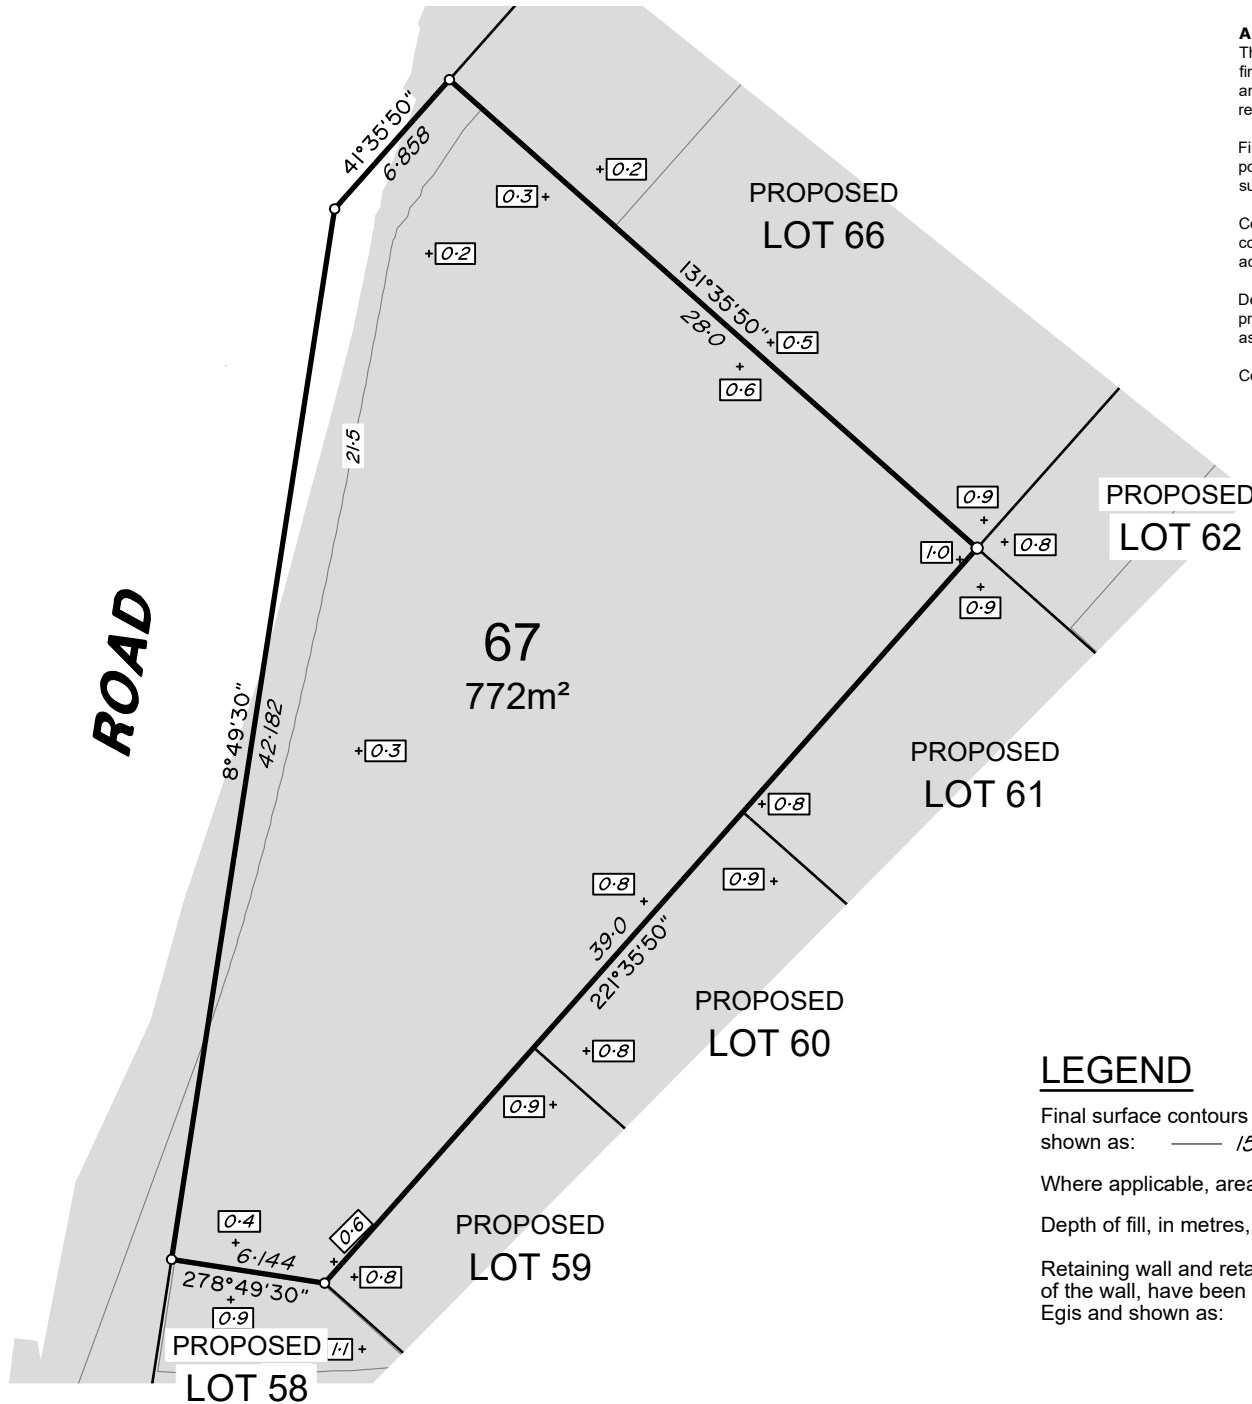 41°35'50"
6·858
0·2
0·3
0·2
PROPOSED
LOT 66
131°35'50"
28·0
0·5
0·6
21·5
0·9
1·0
0·8
0·9
PROPOSED
LOT 62
ROAD
67
772m²
8°49'30"
42·182
0·3
PROPOSED
LOT 61
0·8
0·8
0·9
39·0
221°35'50"
PROPOSED
LOT 60
0·8
0·9
0·4
0·6
6·144
278°49'30"
0·8
0·9
PROPOSED
LOT 59
PROPOSED
1·1
LOT 58
LEGEND
Final surface contours
shown as:
Where applicable, area
Depth of fill, in metres,
Retaining wall and reta
of the wall, have been
Egis and shown as: